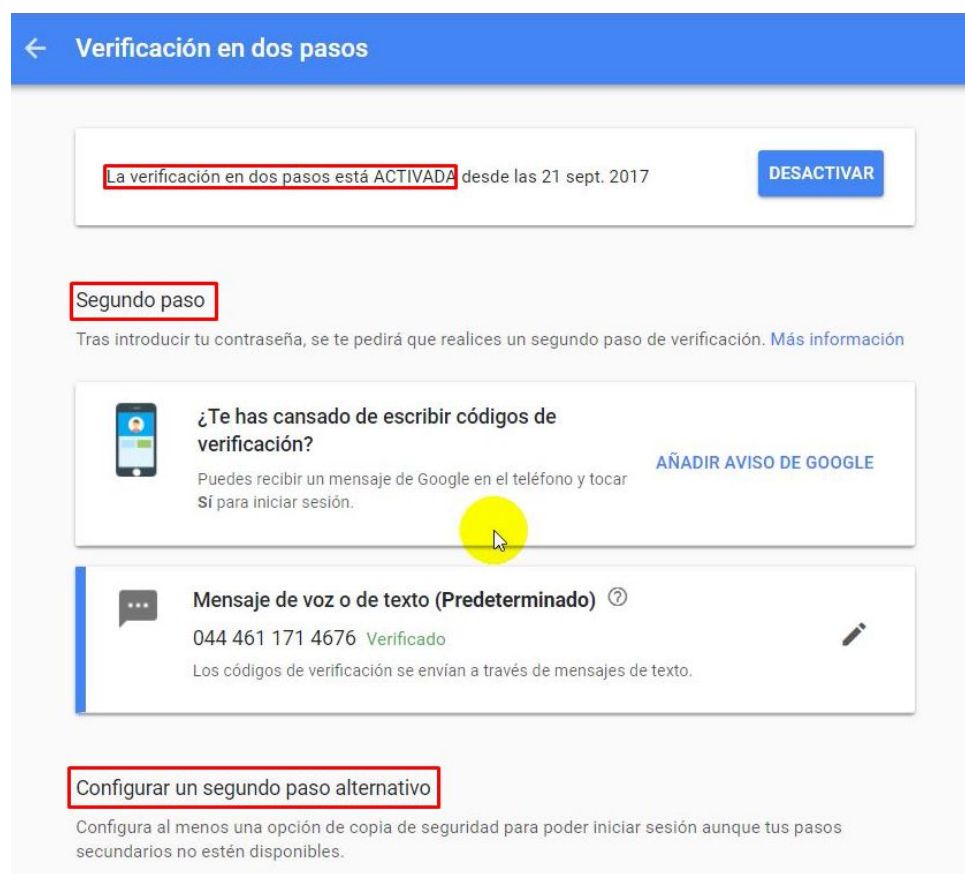 Verificación en dos pasos
La verificación en dos pasos está ACTIVADA desde las 21 sept. 2017
DESACTIVAR
Segundo paso
Tras introducir tu contraseña, se te pedirá que realices un segundo paso de verificación. Más información
¿Te has cansado de escribir códigos de
verificación?
Puedes recibir un mensaje de Google en el teléfono y tocar
Sí para iniciar sesión.
AÑADIR AVISO DE GOOGLE
Mensaje de voz o de texto (Predeterminado) ?
044 461 171 4676 Verificado
Los códigos de verificación se envían a través de mensajes de texto.
Configurar un segundo paso alternativo
Configura al menos una opción de copia de seguridad para poder iniciar sesión aunque tus pasos
secundarios no estén disponibles.